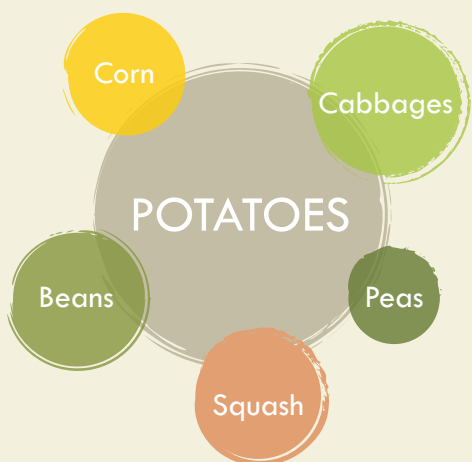 Corn
Cabbages
POTATOES
Beans
Peas
Squash